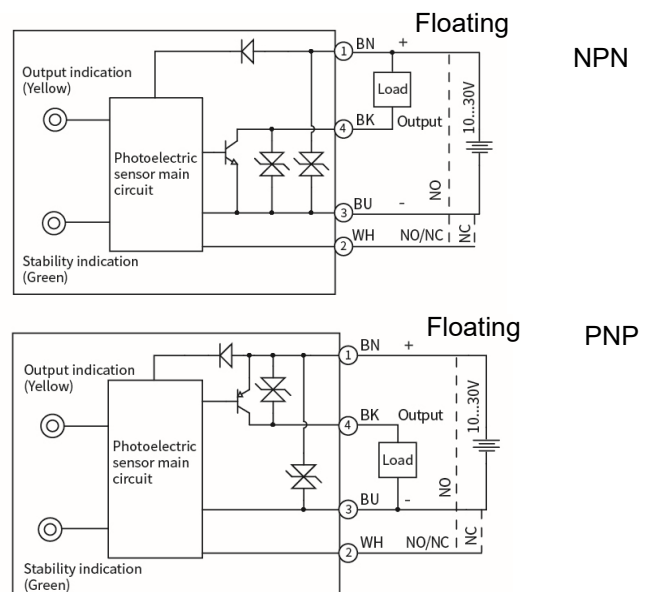 Floating
NPN
1 BN +
Output indication
(Yellow)
Load
10...30V
4 BK Output
Photoelectric
sensor main
circuit
NO
3 BU -
2 WH NO/NC NC
Stability indication
(Green)
Floating
PNP
1 BN +
Output indication
(Yellow)
10...30V
4 BK Output
Photoelectric
sensor main
circuit
Load
NO
3 BU -
2 WH NO/NC NC
Stability indication
(Green)